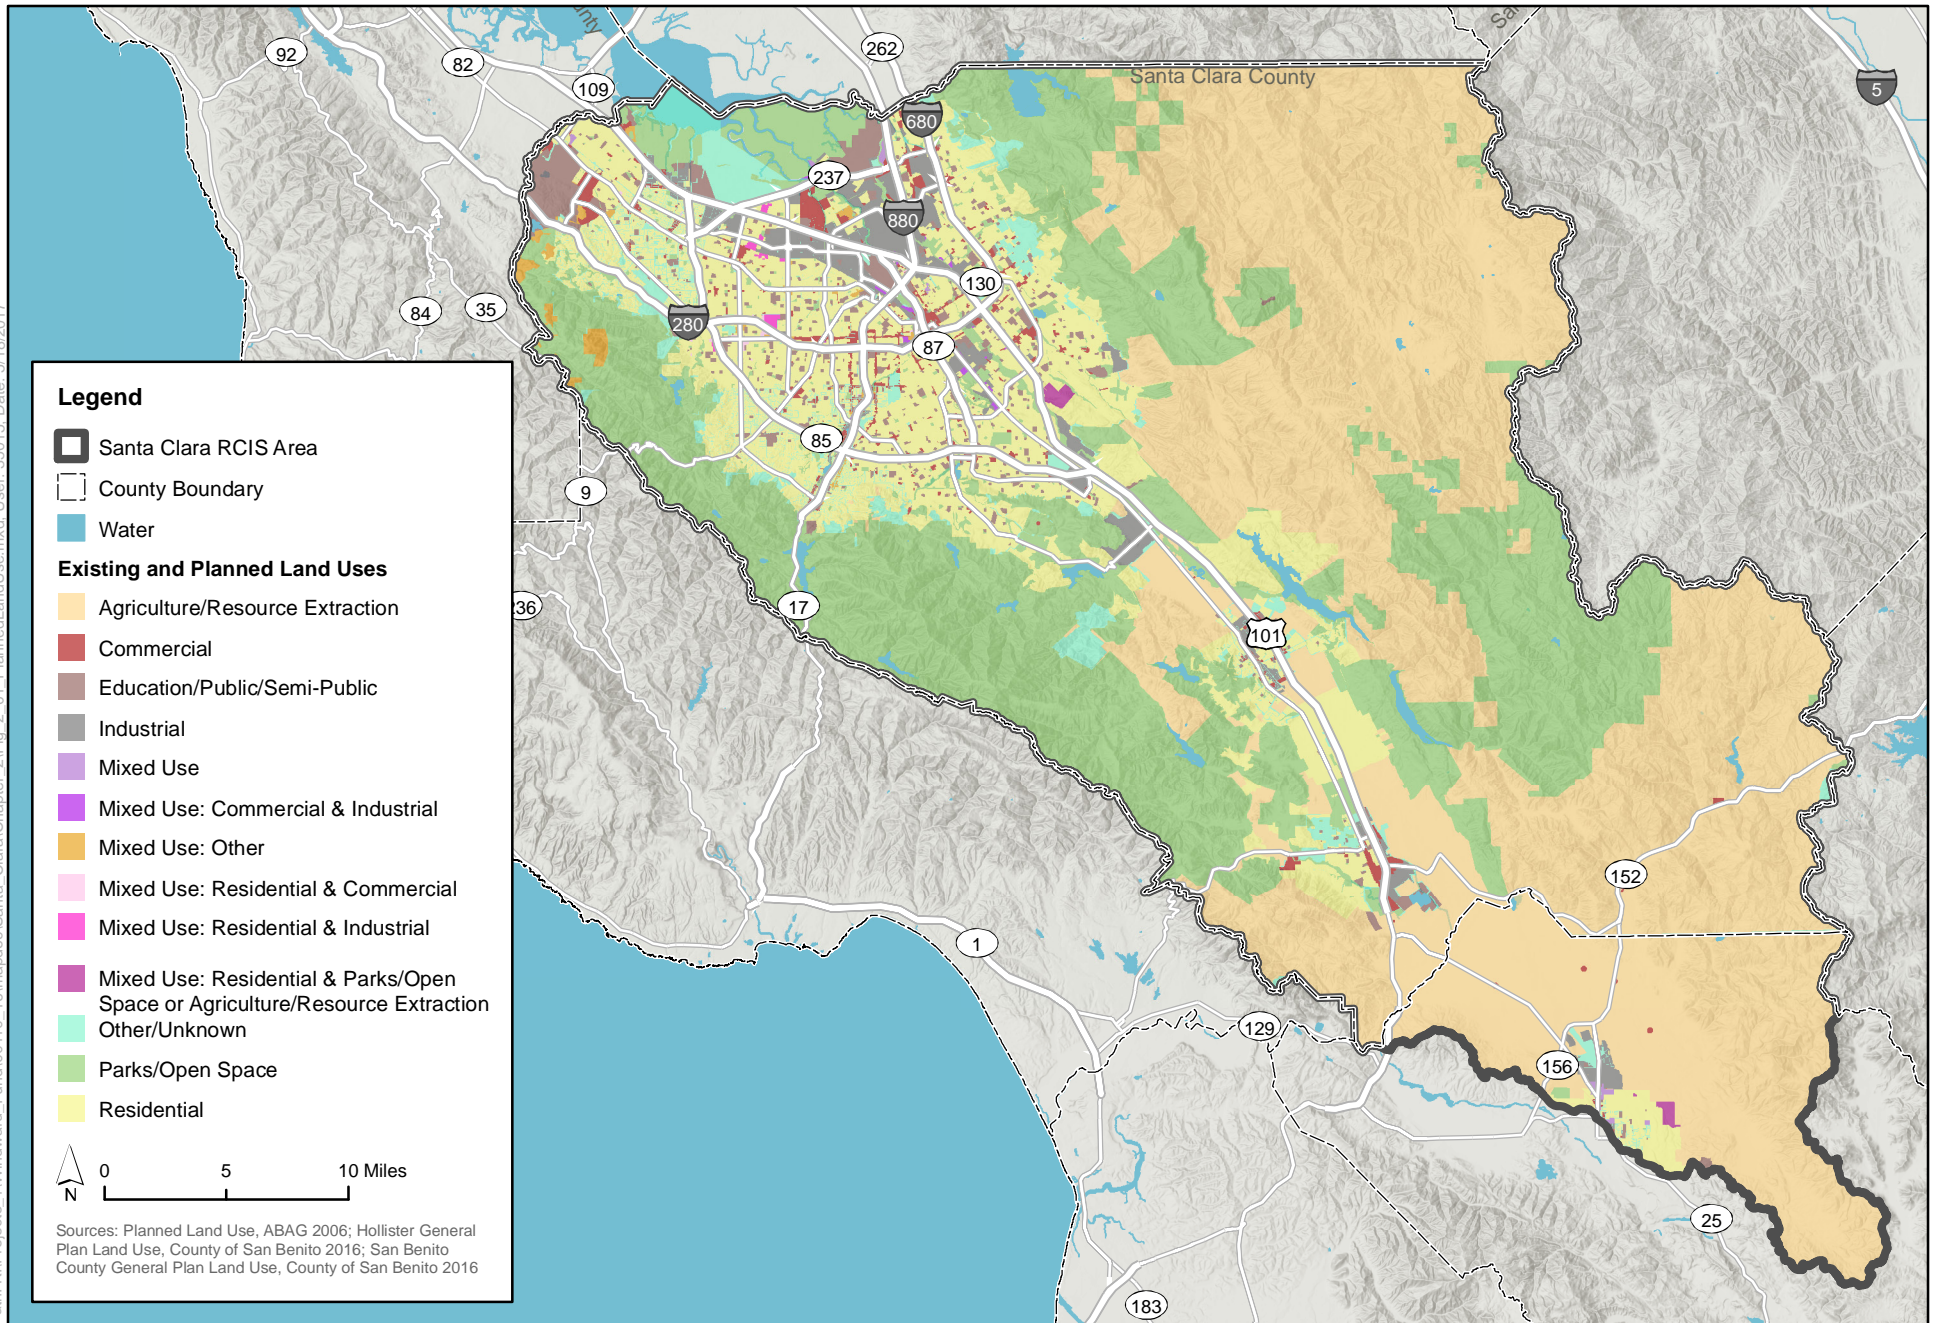 92
82
262
109
Santa Clara County
5
680
237
880
130
84
35
280
87
85
9
17
101
152
1
129
156
25
183
Legend
Santa Clara RCIS Area
County Boundary
Water
Existing and Planned Land Uses
Agriculture/Resource Extraction
Commercial
Education/Public/Semi-Public
Industrial
Mixed Use
Mixed Use: Commercial & Industrial
Mixed Use: Other
Mixed Use: Residential & Commercial
Mixed Use: Residential & Industrial
Mixed Use: Residential & Parks/Open
Space or Agriculture/Resource Extraction
Other/Unknown
Parks/Open Space
Residential
N
0 5 10 Miles
Sources: Planned Land Use, ABAG 2006; Hollister General
Plan Land Use, County of San Benito 2016; San Benito
County General Plan Land Use, County of San Benito 2016